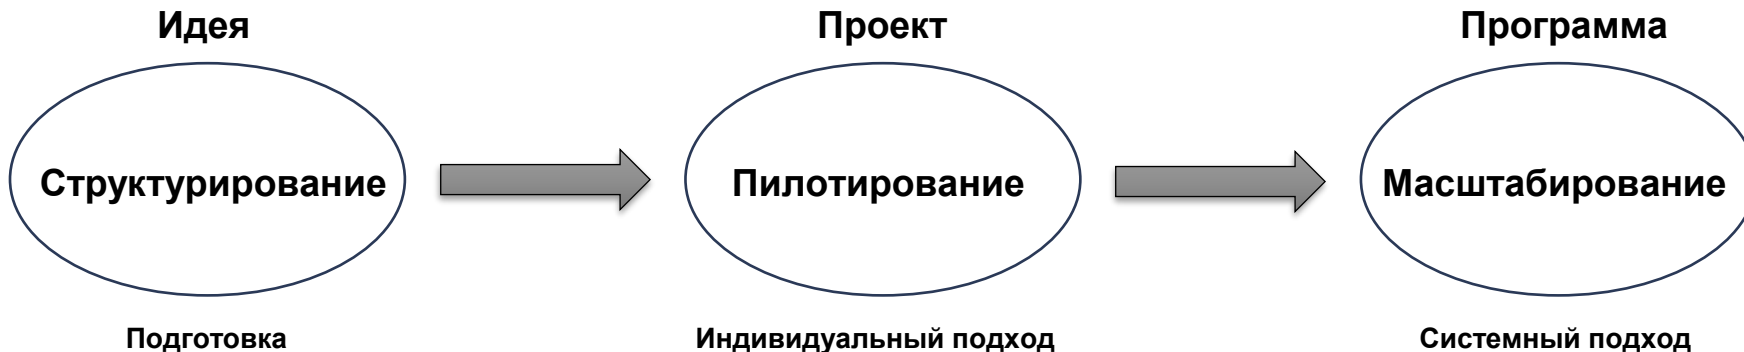 Идея
Проект
Программа
Структурирование
Пилотирование
Масштабирование
Подготовка
Индивидуальный подход
Системный подход